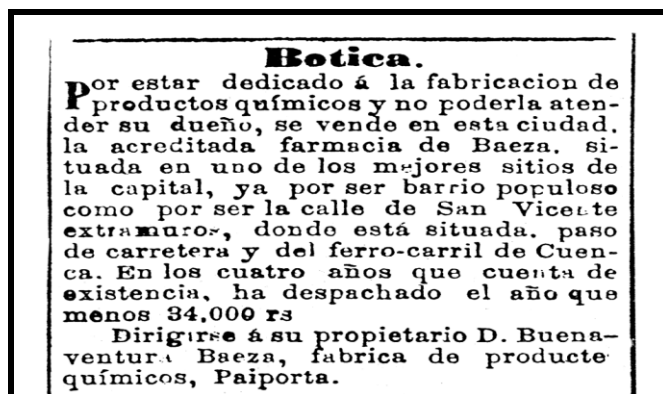 Botica.
Por estar dedicado á la fabricacion de
productos químicos y no poderla aten-
der su dueño, se vende en esta ciudad,
la acreditada farmacia de Baeza, si-
tuada en uno de los mejores sitios de
la capital, ya por ser barrio populoso
como por ser la calle de San Vicente
extramuros, donde está situada, paso
de carretera y del ferro-carril de Cuen-
ca. En los cuatro años que cuenta de
existencia, ha despachado el año que
menos 34.000 rs
Dirigirse á su propietario D. Buena-
ventura Baeza, fabrica de producte
químicos, Paiporta.